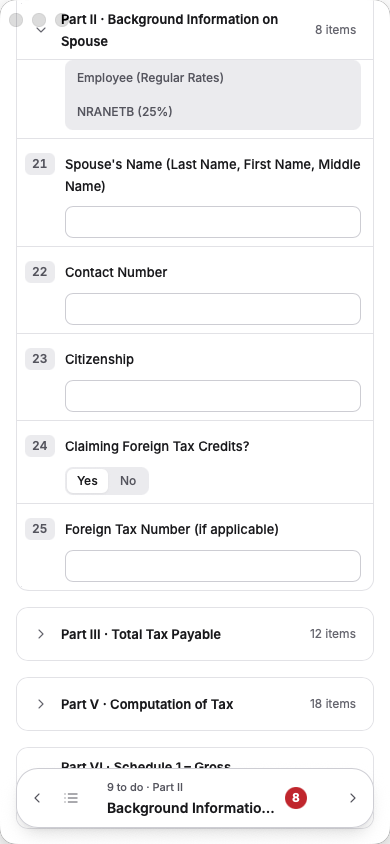 Part II · Background Information on
Spouse
8 items
Employee (Regular Rates)
NRANETB (25%)
21
Spouse's Name (Last Name, First Name, Middle
Name)
22
Contact Number
23
Citizenship
24
Claiming Foreign Tax Credits?
Yes
No
25
Foreign Tax Number (if applicable)
Part III · Total Tax Payable
12 items
Part V · Computation of Tax
18 items
Part VI · Schedule 1 – Gross
9 to do · Part II
Background Informatio...
8